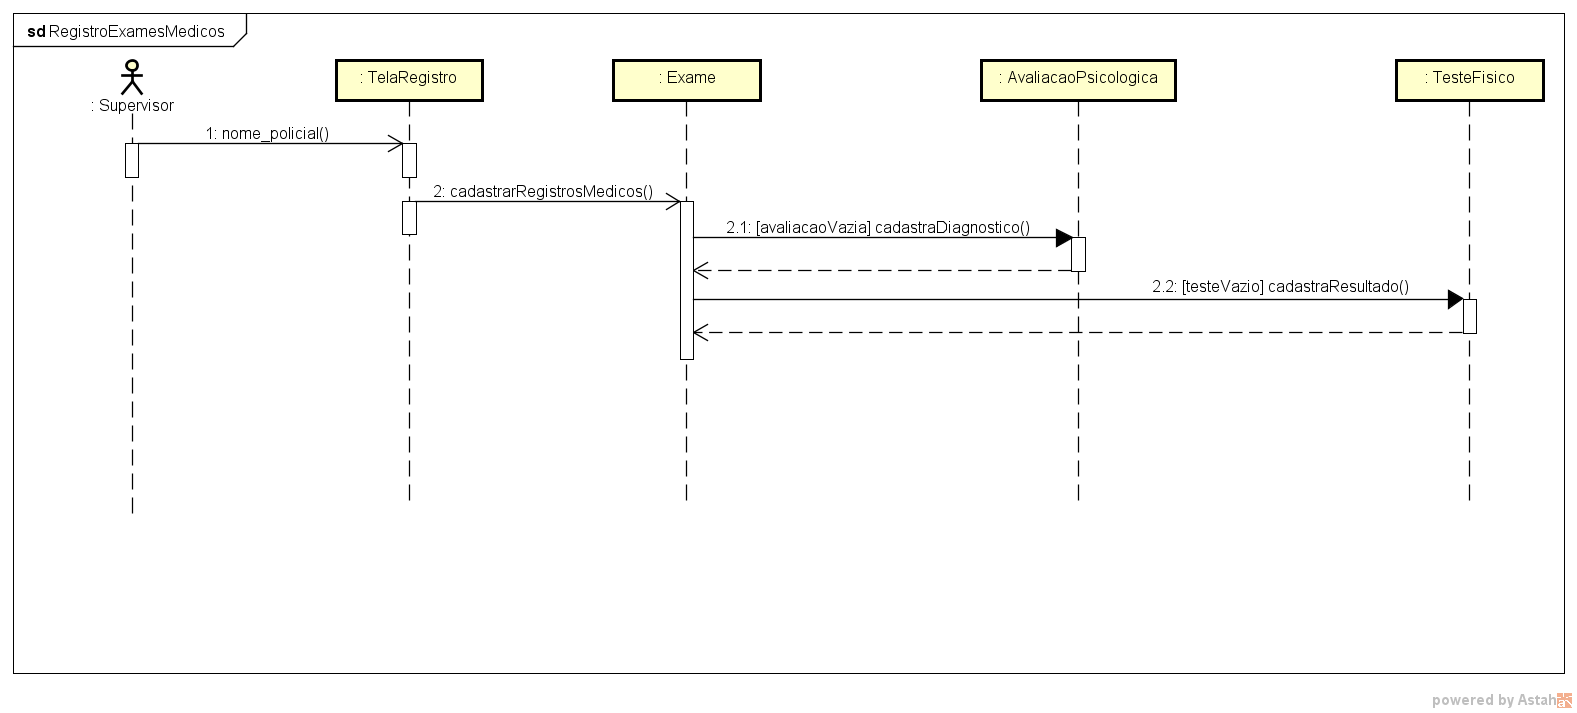 sd RegistroExamesMedicos
: Supervisor
: TelaRegistro
: Exame
: AvaliacaoPsicologica
: TesteFisico
1: nome_policial()
2: cadastrarRegistrosMedicos()
2.1: [avaliacaoVazia] cadastraDiagnostico()
2.2: [testeVazio] cadastraResultado()
powered by Astah